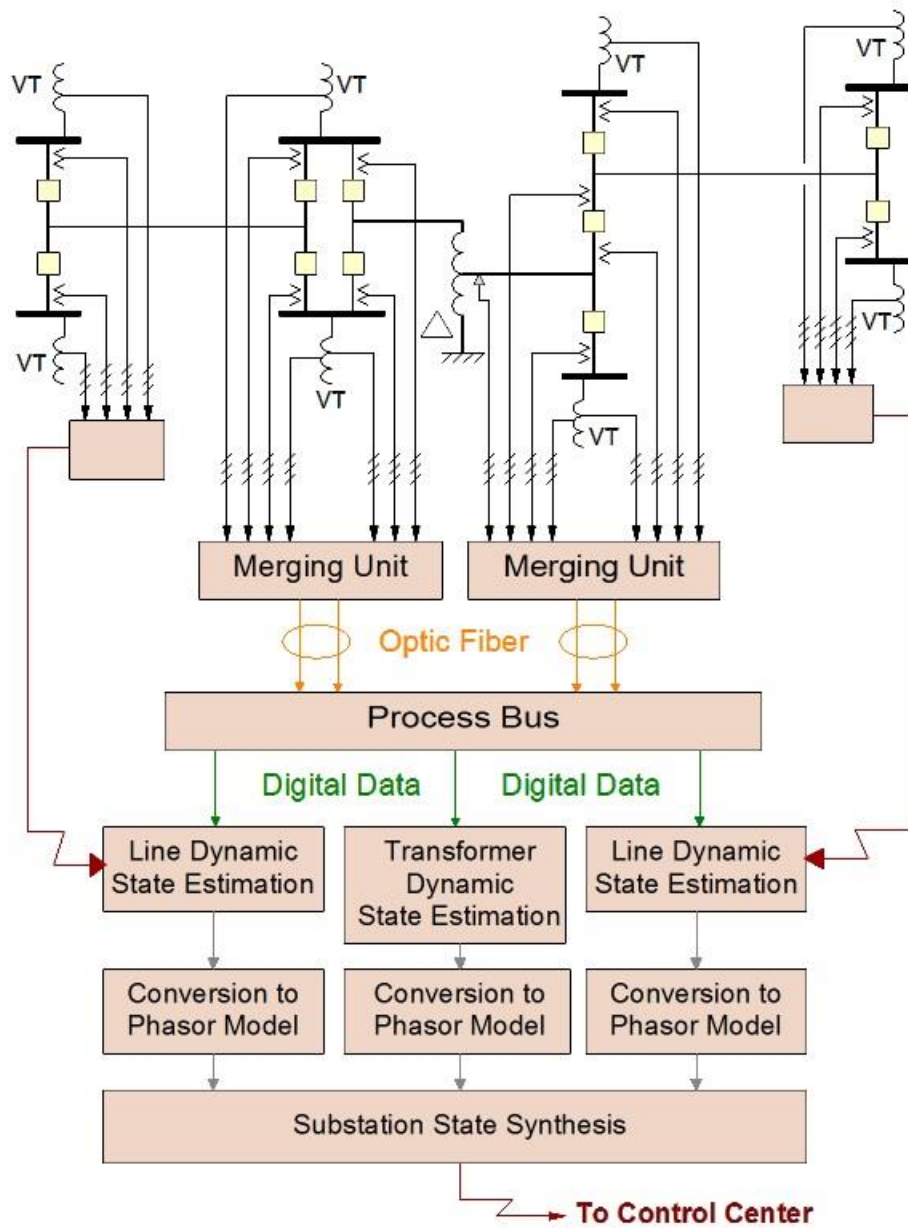 VT
VT
VT
VT
VT
VT
VT
VT
Merging Unit
Merging Unit
Optic Fiber
Process Bus
Digital Data
Digital Data
Line Dynamic
State Estimation
Transformer
Dynamic
State Estimation
Line Dynamic
State Estimation
Conversion to
Phasor Model
Conversion to
Phasor Model
Conversion to
Phasor Model
Substation State Synthesis
To Control Center